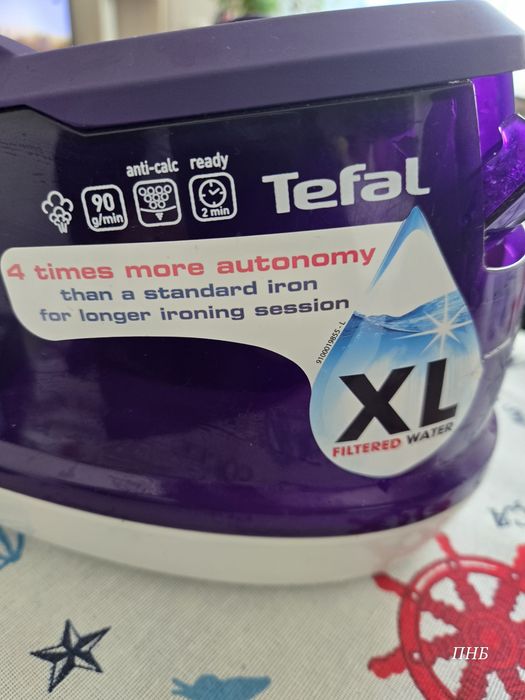 anti-calc ready
90
g/min
2 min
Tefal
4 times more autonomy
than a standard iron
for longer ironing session
9100019855 - L
XL
FILTERED WATER
ПНБ